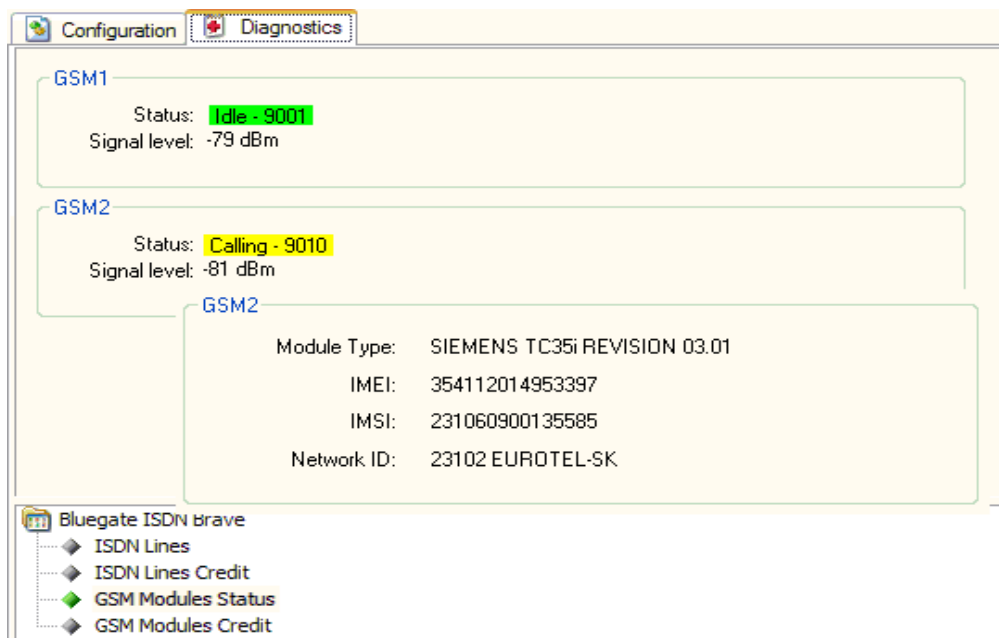 Configuration Diagnostics
GSM1
Status: Idle - 9001
Signal level: -79 dBm
GSM2
Status: Calling - 9010
Signal level: -81 dBm
GSM2
Module Type: SIEMENS TC35i REVISION 03.01
IMEI: 354112014953397
IMSI: 231060900135585
Network ID: 23102 EUROTEL-SK
Bluegate ISDN Brave
ISDN Lines
ISDN Lines Credit
GSM Modules Status
GSM Modules Credit